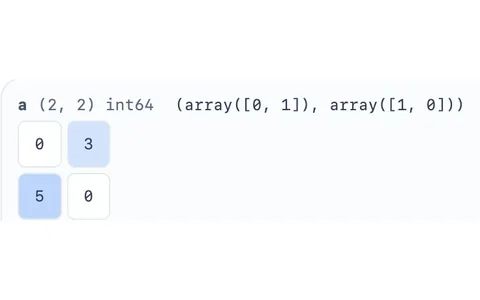 a (2, 2) int64  (array([0, 1]), array([1, 0]))
0 3
5 0